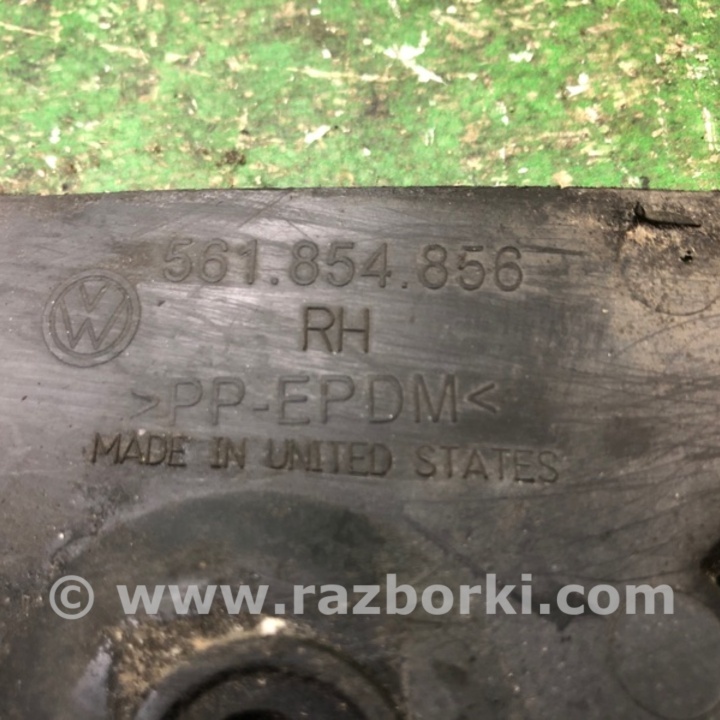 561.854.856
RH
>PP-EPDM<
MADE IN UNITED STATES
© www.razborki.com